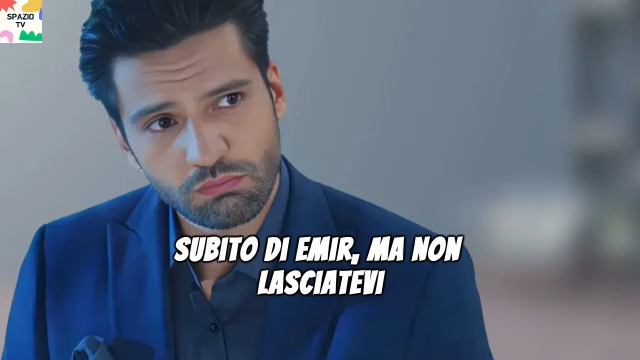 SPAZIO
TV
SUBITO DI EMIR, MA NON
LASCIATEVI